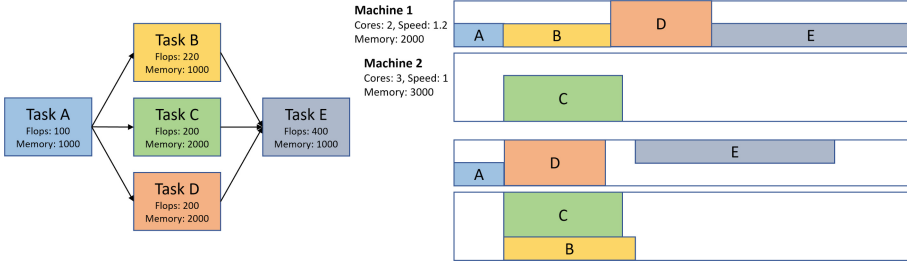 Task A
Flops: 100
Memory: 1000
Task B
Flops: 220
Memory: 1000
Task C
Flops: 200
Memory: 2000
Task D
Flops: 200
Memory: 2000
Task E
Flops: 400
Memory: 1000
Machine 1
Cores: 2, Speed: 1.2
Memory: 2000
A
B
D
E
Machine 2
Cores: 3, Speed: 1
Memory: 3000
C
A
D
E
C
B